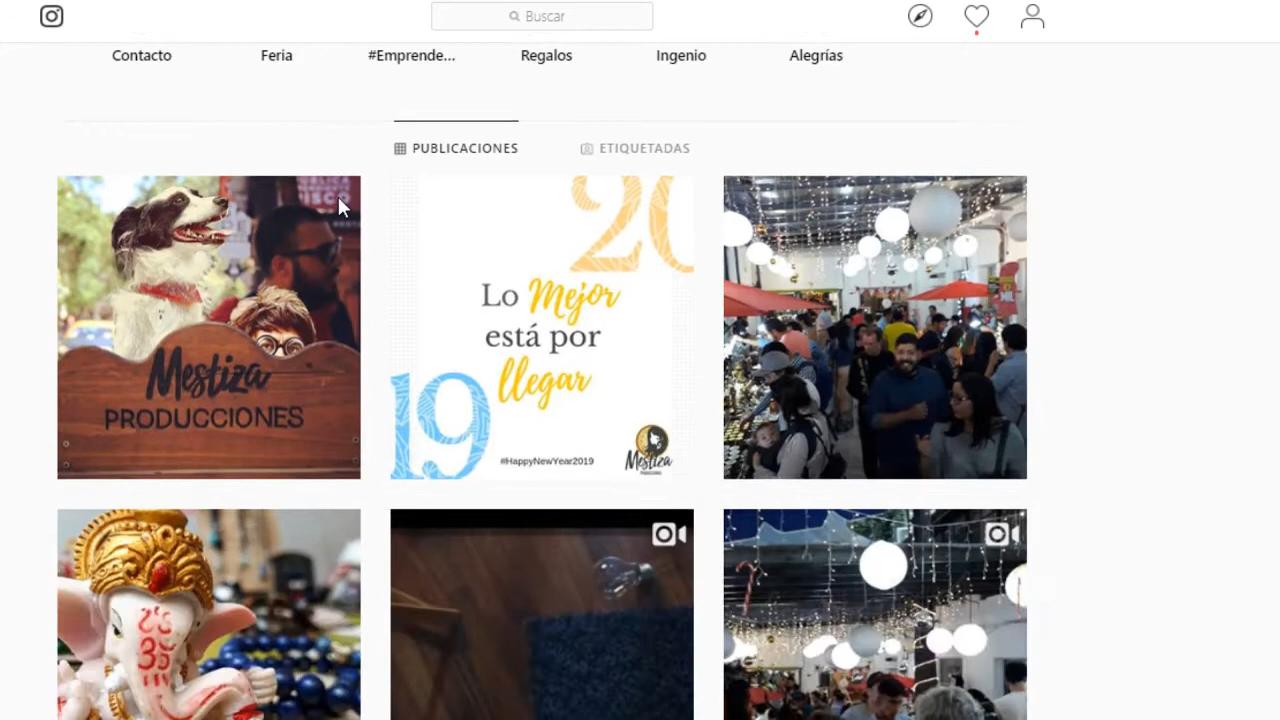 Buscar
Contacto Feria #Emprende... Regalos Ingenio Alegrías
PUBLICACIONES ETIQUETADAS
Mestiza
PRODUCCIONES
20
Lo Mejor
está por
llegar
19
#HappyNewYear2019
Mestiza